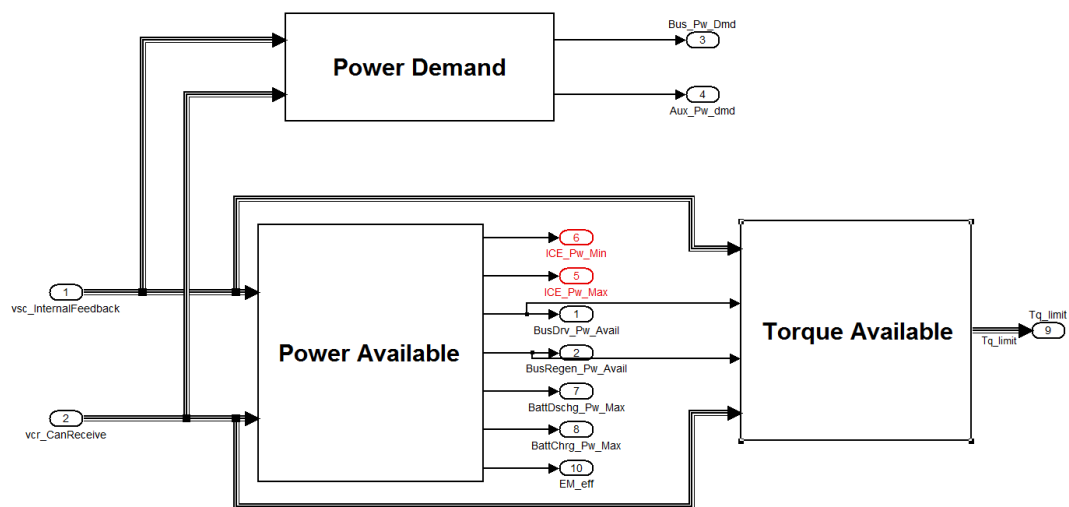 Bus_Pw_Dmd
3
Power Demand
4
Aux_Pw_dmd
6
ICE_Pw_Min
5
ICE_Pw_Max
1
vsc_InternalFeedback
1
BusDrv_Pw_Avail
Tq_limit
9
Tq_limit
Torque Available
Power Available
2
BusRegen_Pw_Avail
7
BattDschg_Pw_Max
2
vcr_CanReceive
8
BattChrg_Pw_Max
10
EM_eff